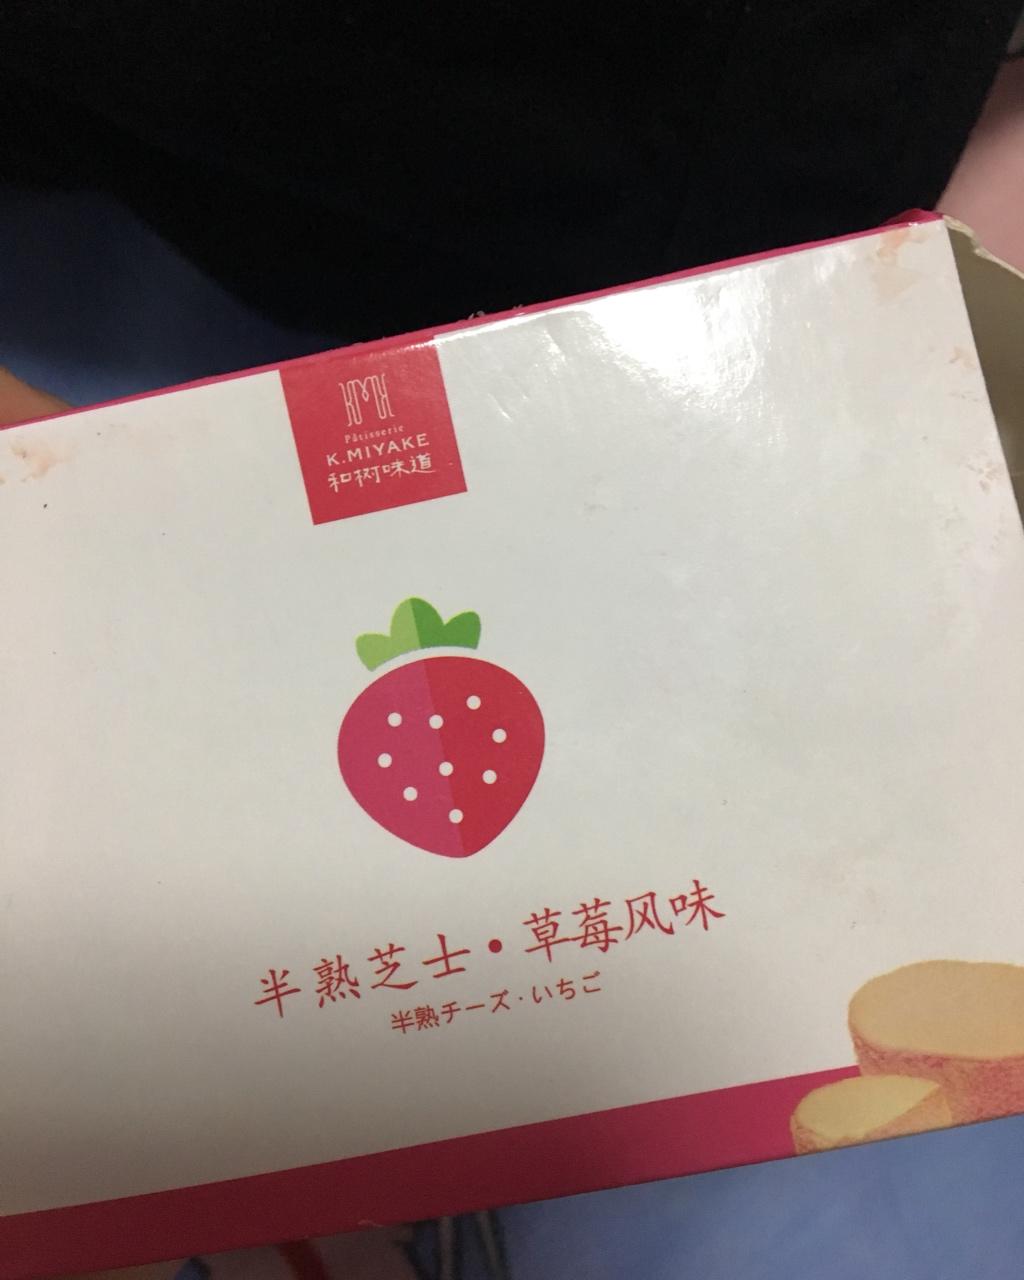 Pâtisserie
K.MIYAKE
和树味道
半熟芝士·草莓风味
半熟チーズ·いちご